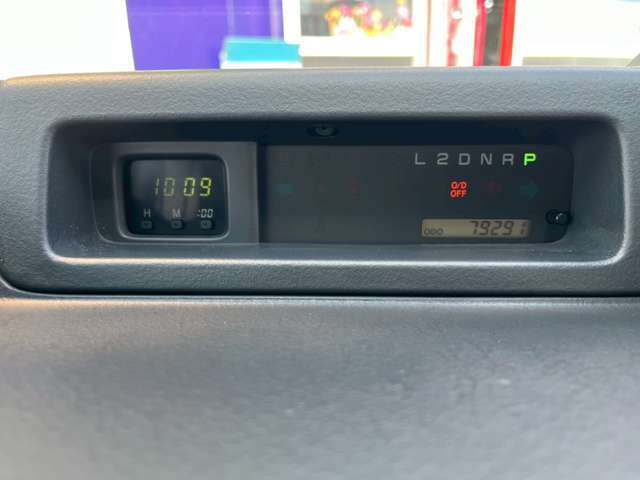 10 09
H M :00
L 2 D N R P
O/D
OFF
ODO 79291